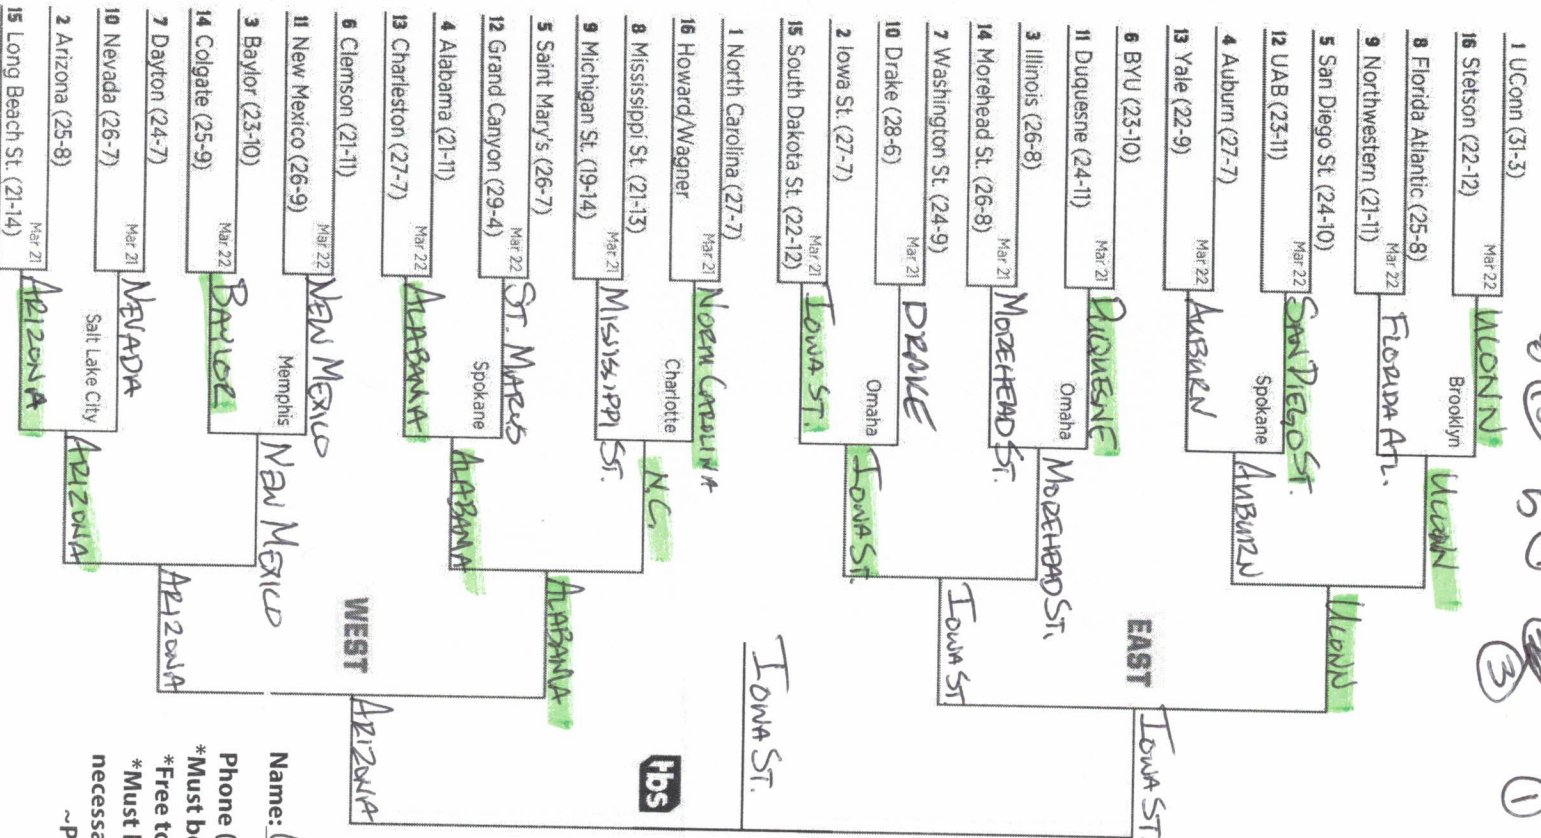 1 UConn (31-3)
Mar 22
16 Stetson (22-12)
UCONN
Brooklyn
8 Florida Atlantic (25-8)
Mar 22
9 Northwestern (21-11)
FLORIDA ATL.
UCONN
5 San Diego St. (24-10)
Mar 22
12 UAB (23-11)
SAN DIEGO ST.
Spokane
4 Auburn (27-7)
Mar 22
13 Yale (22-9)
AUBURN
AUBURN
UCONN
6 BYU (23-10)
Mar 21
11 Duquesne (24-11)
DUQUESNE
Omaha
3 Illinois (26-8)
Mar 21
14 Morehead St. (26-8)
MOREHEAD ST.
MOREHEAD ST.
7 Washington St. (24-9)
Mar 21
10 Drake (28-6)
DRAKE
Omaha
2 Iowa St. (27-7)
Mar 21
15 South Dakota St. (22-12)
IOWA ST.
IOWA ST.
IOWA ST
EAST
IOWA ST
1 North Carolina (27-7)
Mar 21
16 Howard/Wagner
NORTH CAROLINA
Charlotte
8 Mississippi St. (21-13)
Mar 21
9 Michigan St. (19-14)
MISSISSIPPI ST.
N.C.
5 Saint Mary's (26-7)
Mar 22
12 Grand Canyon (29-4)
ST. MARYS
Spokane
4 Alabama (21-11)
Mar 22
13 Charleston (27-7)
ALABAMA
ALABAMA
ALABAMA
6 Clemson (21-11)
Mar 22
11 New Mexico (26-9)
NEW MEXICO
Memphis
3 Baylor (23-10)
Mar 22
14 Colgate (25-9)
BAYLOR
NEW MEXICO
7 Dayton (24-7)
Mar 21
10 Nevada (26-7)
NEVADA
Salt Lake City
2 Arizona (25-8)
Mar 21
15 Long Beach St. (21-14)
ARIZONA
ARIZONA
ARIZONA
WEST
ARIZONA
IOWA ST.
tbs
3
1
Name:
Phone (
*Must be
*Free to
*Must